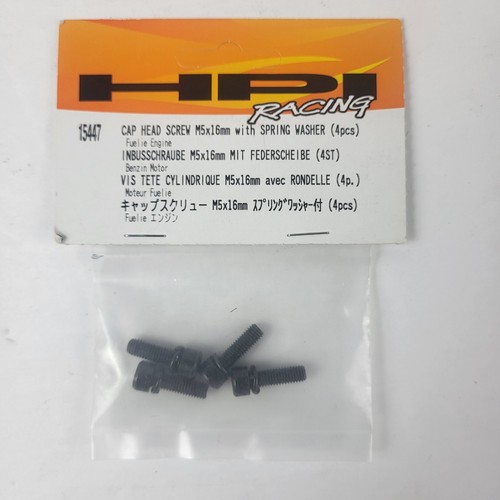 HPI
RACING
15447 CAP HEAD SCREW M5x16mm with SPRING WASHER (4pcs)
Fuelie Engine
INBUSSCHRAUBE M5x16mm MIT FEDERSCHEIBE (4ST)
Benzin Motor
VIS TETE CYLINDRIQUE M5x16mm avec RONDELLE (4p.)
Moteur Fuelie
キャップスクリュー M5x16mm ｽﾌﾟﾘﾝｸﾞﾜｯｼｬｰ付 (4pcs)
Fuelie エンジン